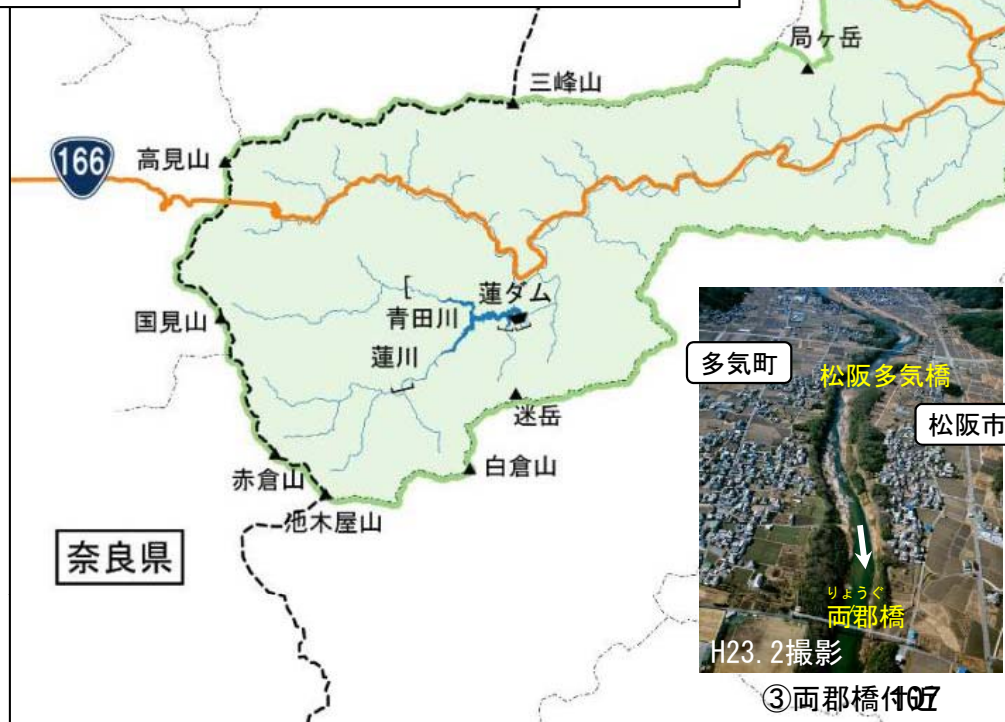 局ヶ岳
三峰山
166
高見山
蓮ダム
青田川
国見山
蓮川
多気町
松阪多気橋
松阪市
迷岳
白倉山
赤倉山
池木屋山
奈良県
りょうぐ
両郡橋
H23.2撮影
③両郡橋付近
107